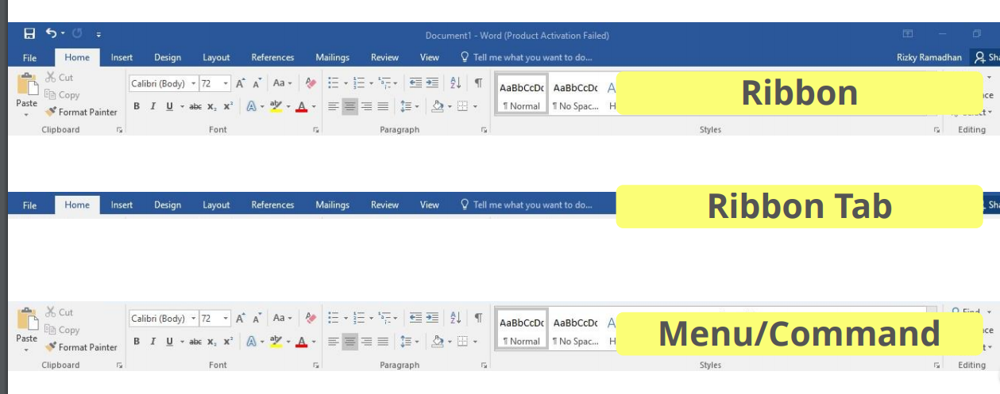 Document1 - Word (Product Activation Failed)
File Home Insert Design Layout References Mailings Review View Tell me what you want to do... Rizky Ramadhan
Cut
Copy
Paste
Format Painter
Clipboard
Calibri (Body) 72 A A Aa
B I U abc X₂ X² A aby A
Font
Paragraph
AaBbCcDc AaBbCcDc
¶ Normal ¶ No Spac...
Styles
Editing
Ribbon
File Home Insert Design Layout References Mailings Review View Tell me what you want to do...
Ribbon Tab
Cut
Copy
Paste
Format Painter
Clipboard
Calibri (Body) 72 A A Aa
B I U abc X₂ X² A aby A
Font
Paragraph
AaBbCcDc AaBbCcDc
¶ Normal ¶ No Spac...
Styles
Find
Editing
Menu/Command